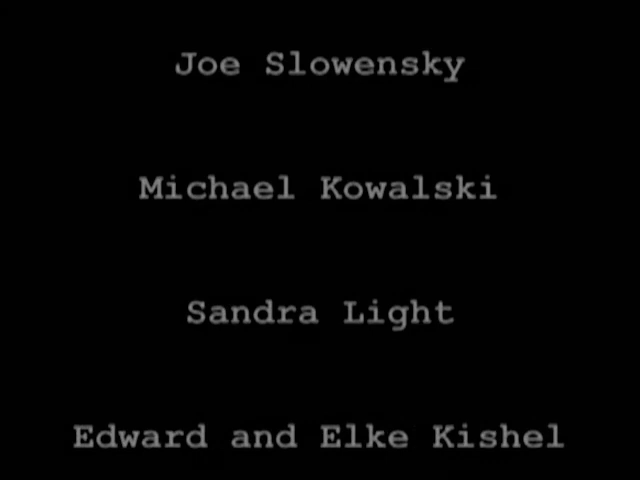 Joe Slowensky
Michael Kowalski
Sandra Light
Edward and Elke Kishel